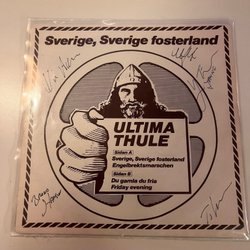 Sverige, Sverige fosterland
ULTIMA
THULE
Sidan A
Sverige, Sverige fosterland
Engelbrektsmarschen
Sidan B
Du gamla du fria
Friday evening